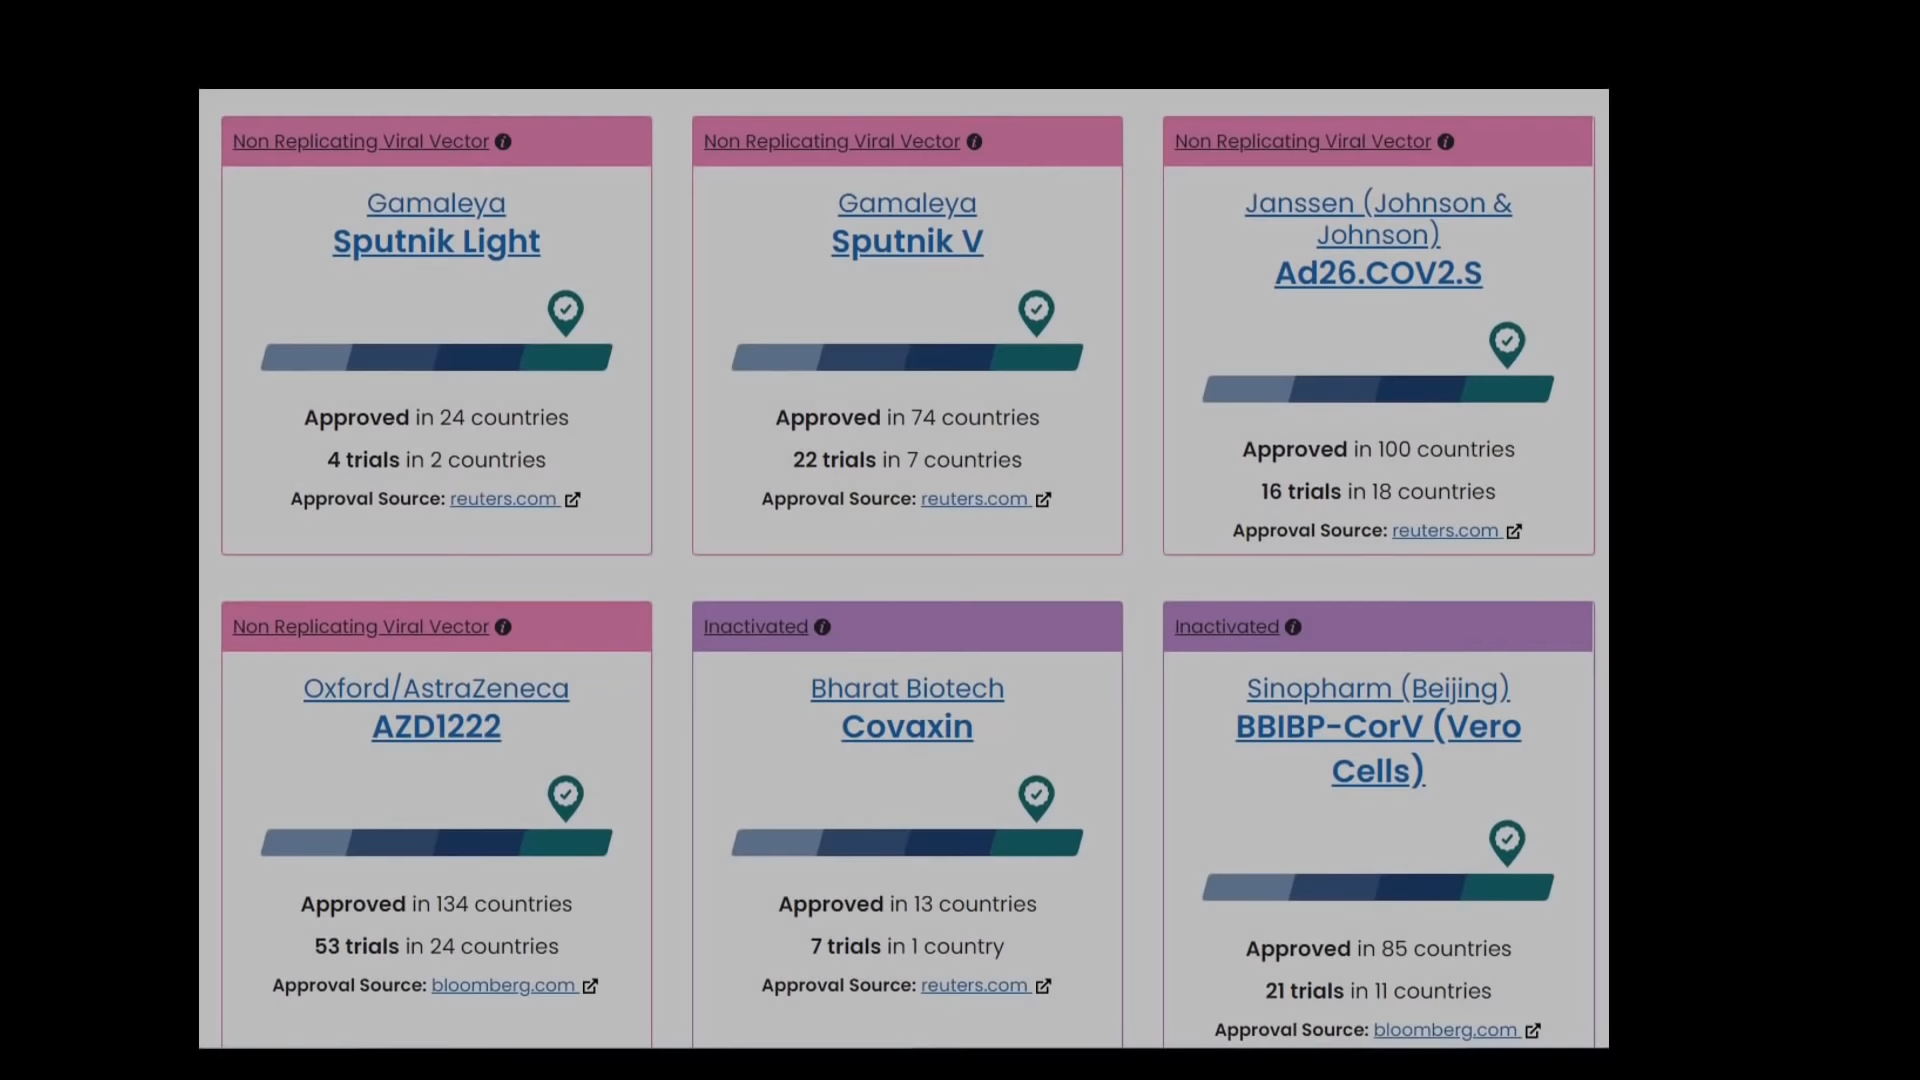 Non Replicating Viral Vector
Gamaleya
Sputnik Light
Approved in 24 countries
4 trials in 2 countries
Approval Source: reuters.com
Non Replicating Viral Vector
Gamaleya
Sputnik V
Approved in 74 countries
22 trials in 7 countries
Approval Source: reuters.com
Non Replicating Viral Vector
Janssen (Johnson &
Johnson)
Ad26.COV2.S
Approved in 100 countries
16 trials in 18 countries
Approval Source: reuters.com
Non Replicating Viral Vector
Oxford/AstraZeneca
AZD1222
Approved in 134 countries
53 trials in 24 countries
Approval Source: bloomberg.com
Inactivated
Bharat Biotech
Covaxin
Approved in 13 countries
7 trials in 1 country
Approval Source: reuters.com
Inactivated
Sinopharm (Beijing)
BBIBP-CorV (Vero
Cells)
Approved in 85 countries
21 trials in 11 countries
Approval Source: bloomberg.com